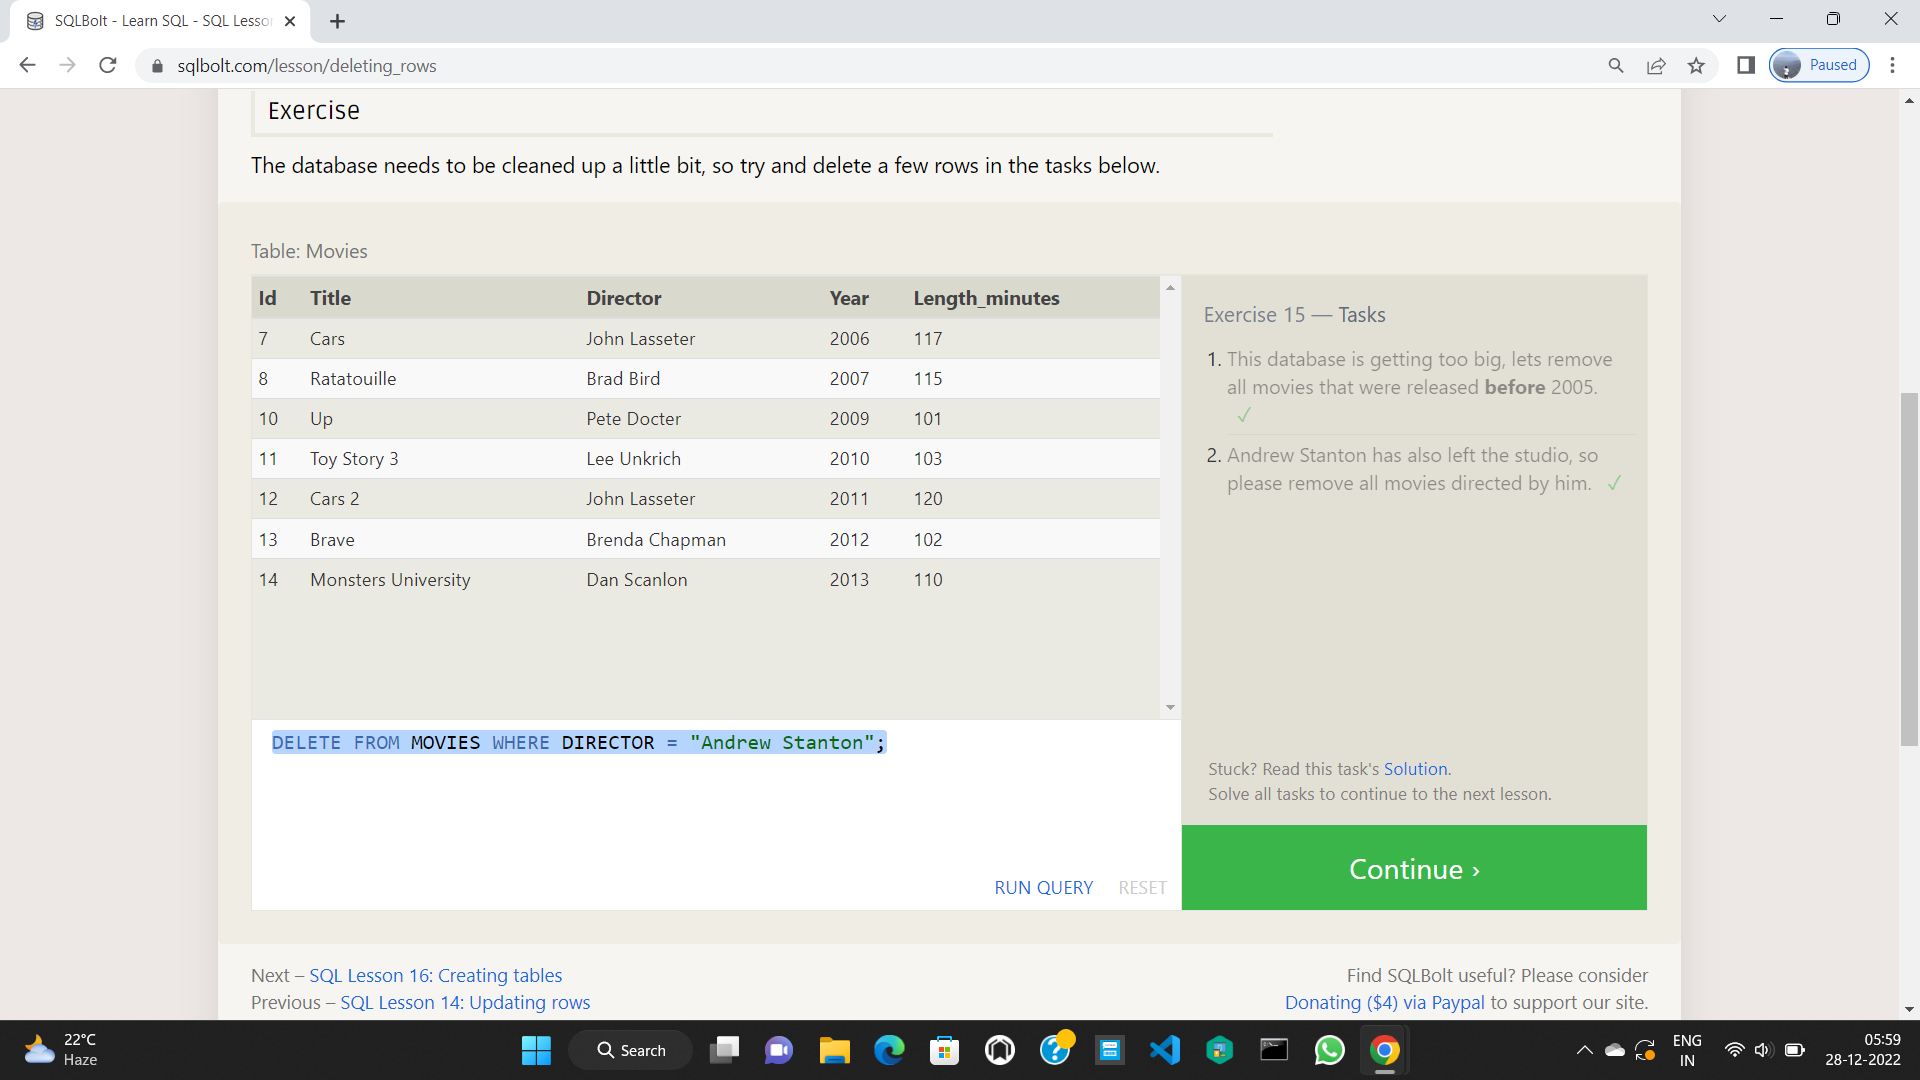 SQLBolt - Learn SQL - SQL Lesson
sqlbolt.com/lesson/deleting_rows
Paused
Exercise
The database needs to be cleaned up a little bit, so try and delete a few rows in the tasks below.
Table: Movies
Id Title Director Year Length_minutes
7 Cars John Lasseter 2006 117
8 Ratatouille Brad Bird 2007 115
10 Up Pete Docter 2009 101
11 Toy Story 3 Lee Unkrich 2010 103
12 Cars 2 John Lasseter 2011 120
13 Brave Brenda Chapman 2012 102
14 Monsters University Dan Scanlon 2013 110
DELETE FROM MOVIES WHERE DIRECTOR = "Andrew Stanton";
RUN QUERY RESET
Exercise 15 — Tasks
1. This database is getting too big, lets remove
all movies that were released before 2005.
✓
2. Andrew Stanton has also left the studio, so
please remove all movies directed by him. ✓
Stuck? Read this task's Solution.
Solve all tasks to continue to the next lesson.
Continue ›
Next – SQL Lesson 16: Creating tables
Previous – SQL Lesson 14: Updating rows
Find SQLBolt useful? Please consider
Donating ($4) via Paypal to support our site.
22°C
Haze
Search
ENG
IN
05:59
28-12-2022